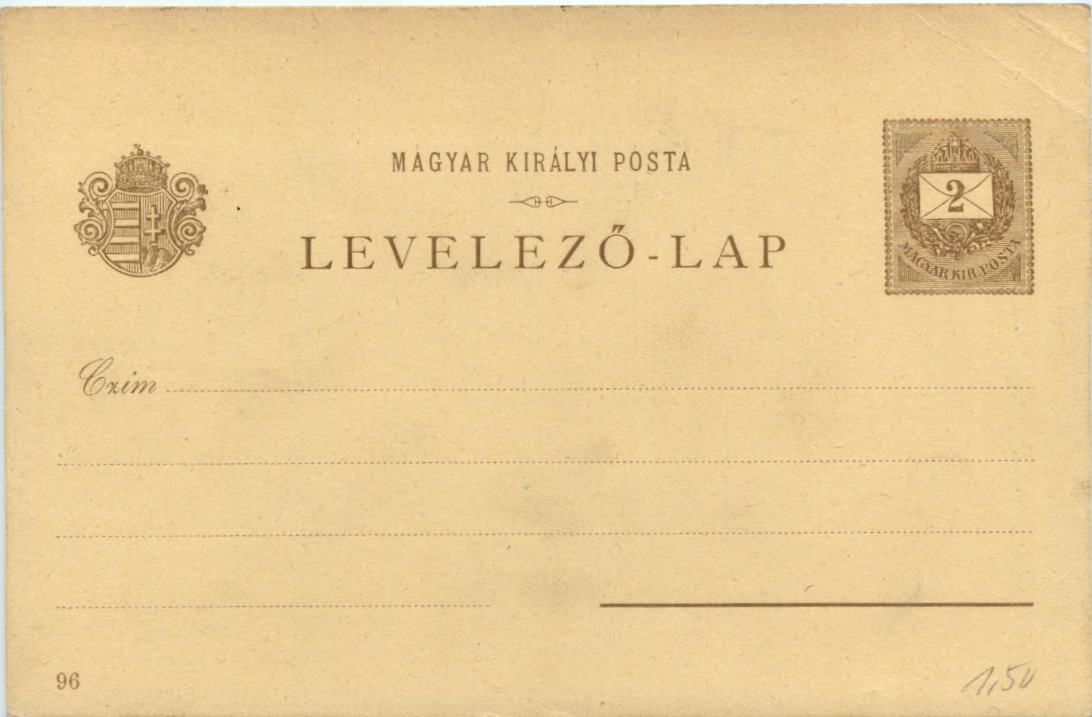 MAGYAR KIRÁLYI POSTA
LEVELEZŐ-LAP
2
MAGYAR KIR. POSTA
Czim
96
1,50